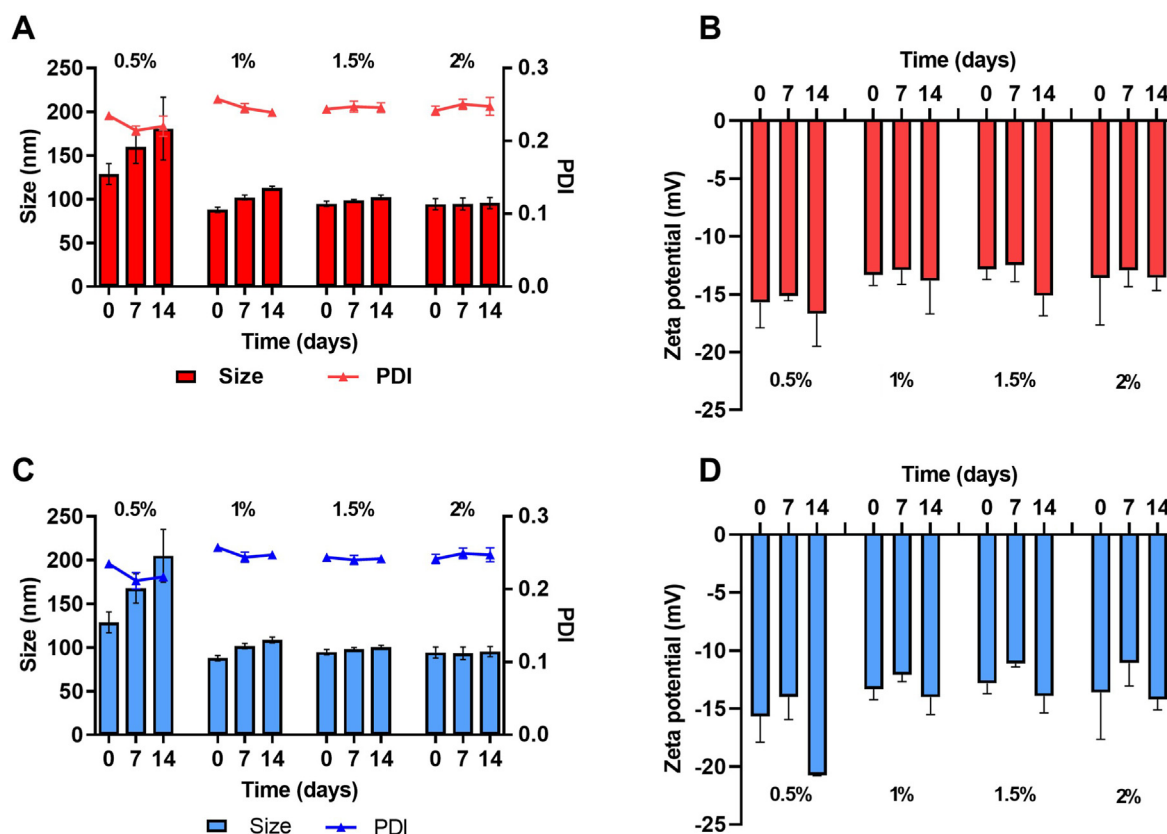 A
0.5% 1% 1.5% 2%
250 200 150 100 50 0
Size (nm)
0.3 0.2 0.1 0.0
PDI
0 7 14 0 7 14 0 7 14 0 7 14
Time (days)
Size PDI
B
Time (days)
0 7 14 0 7 14 0 7 14 0 7 14
0 -5 -10 -15 -20 -25
Zeta potential (mV)
0.5% 1% 1.5% 2%
C
0.5% 1% 1.5% 2%
250 200 150 100 50 0
Size (nm)
0.3 0.2 0.1 0.0
PDI
0 7 14 0 7 14 0 7 14 0 7 14
Time (days)
Size PDI
D
Time (days)
0 7 14 0 7 14 0 7 14 0 7 14
0 -5 -10 -15 -20 -25
Zeta potential (mV)
0.5% 1% 1.5% 2%